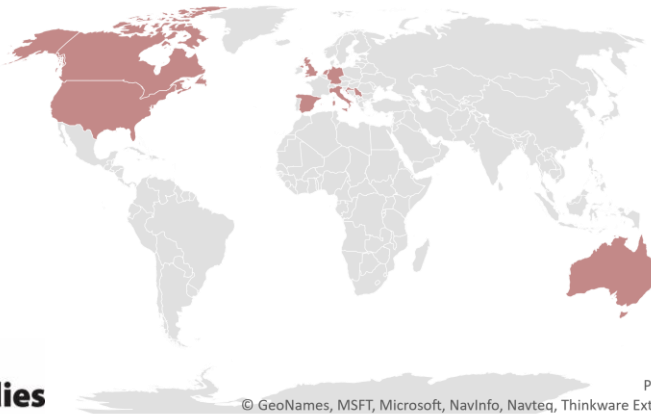 lies
P
© GeoNames, MSFT, Microsoft, NavInfo, Navteq, Thinkware Ext